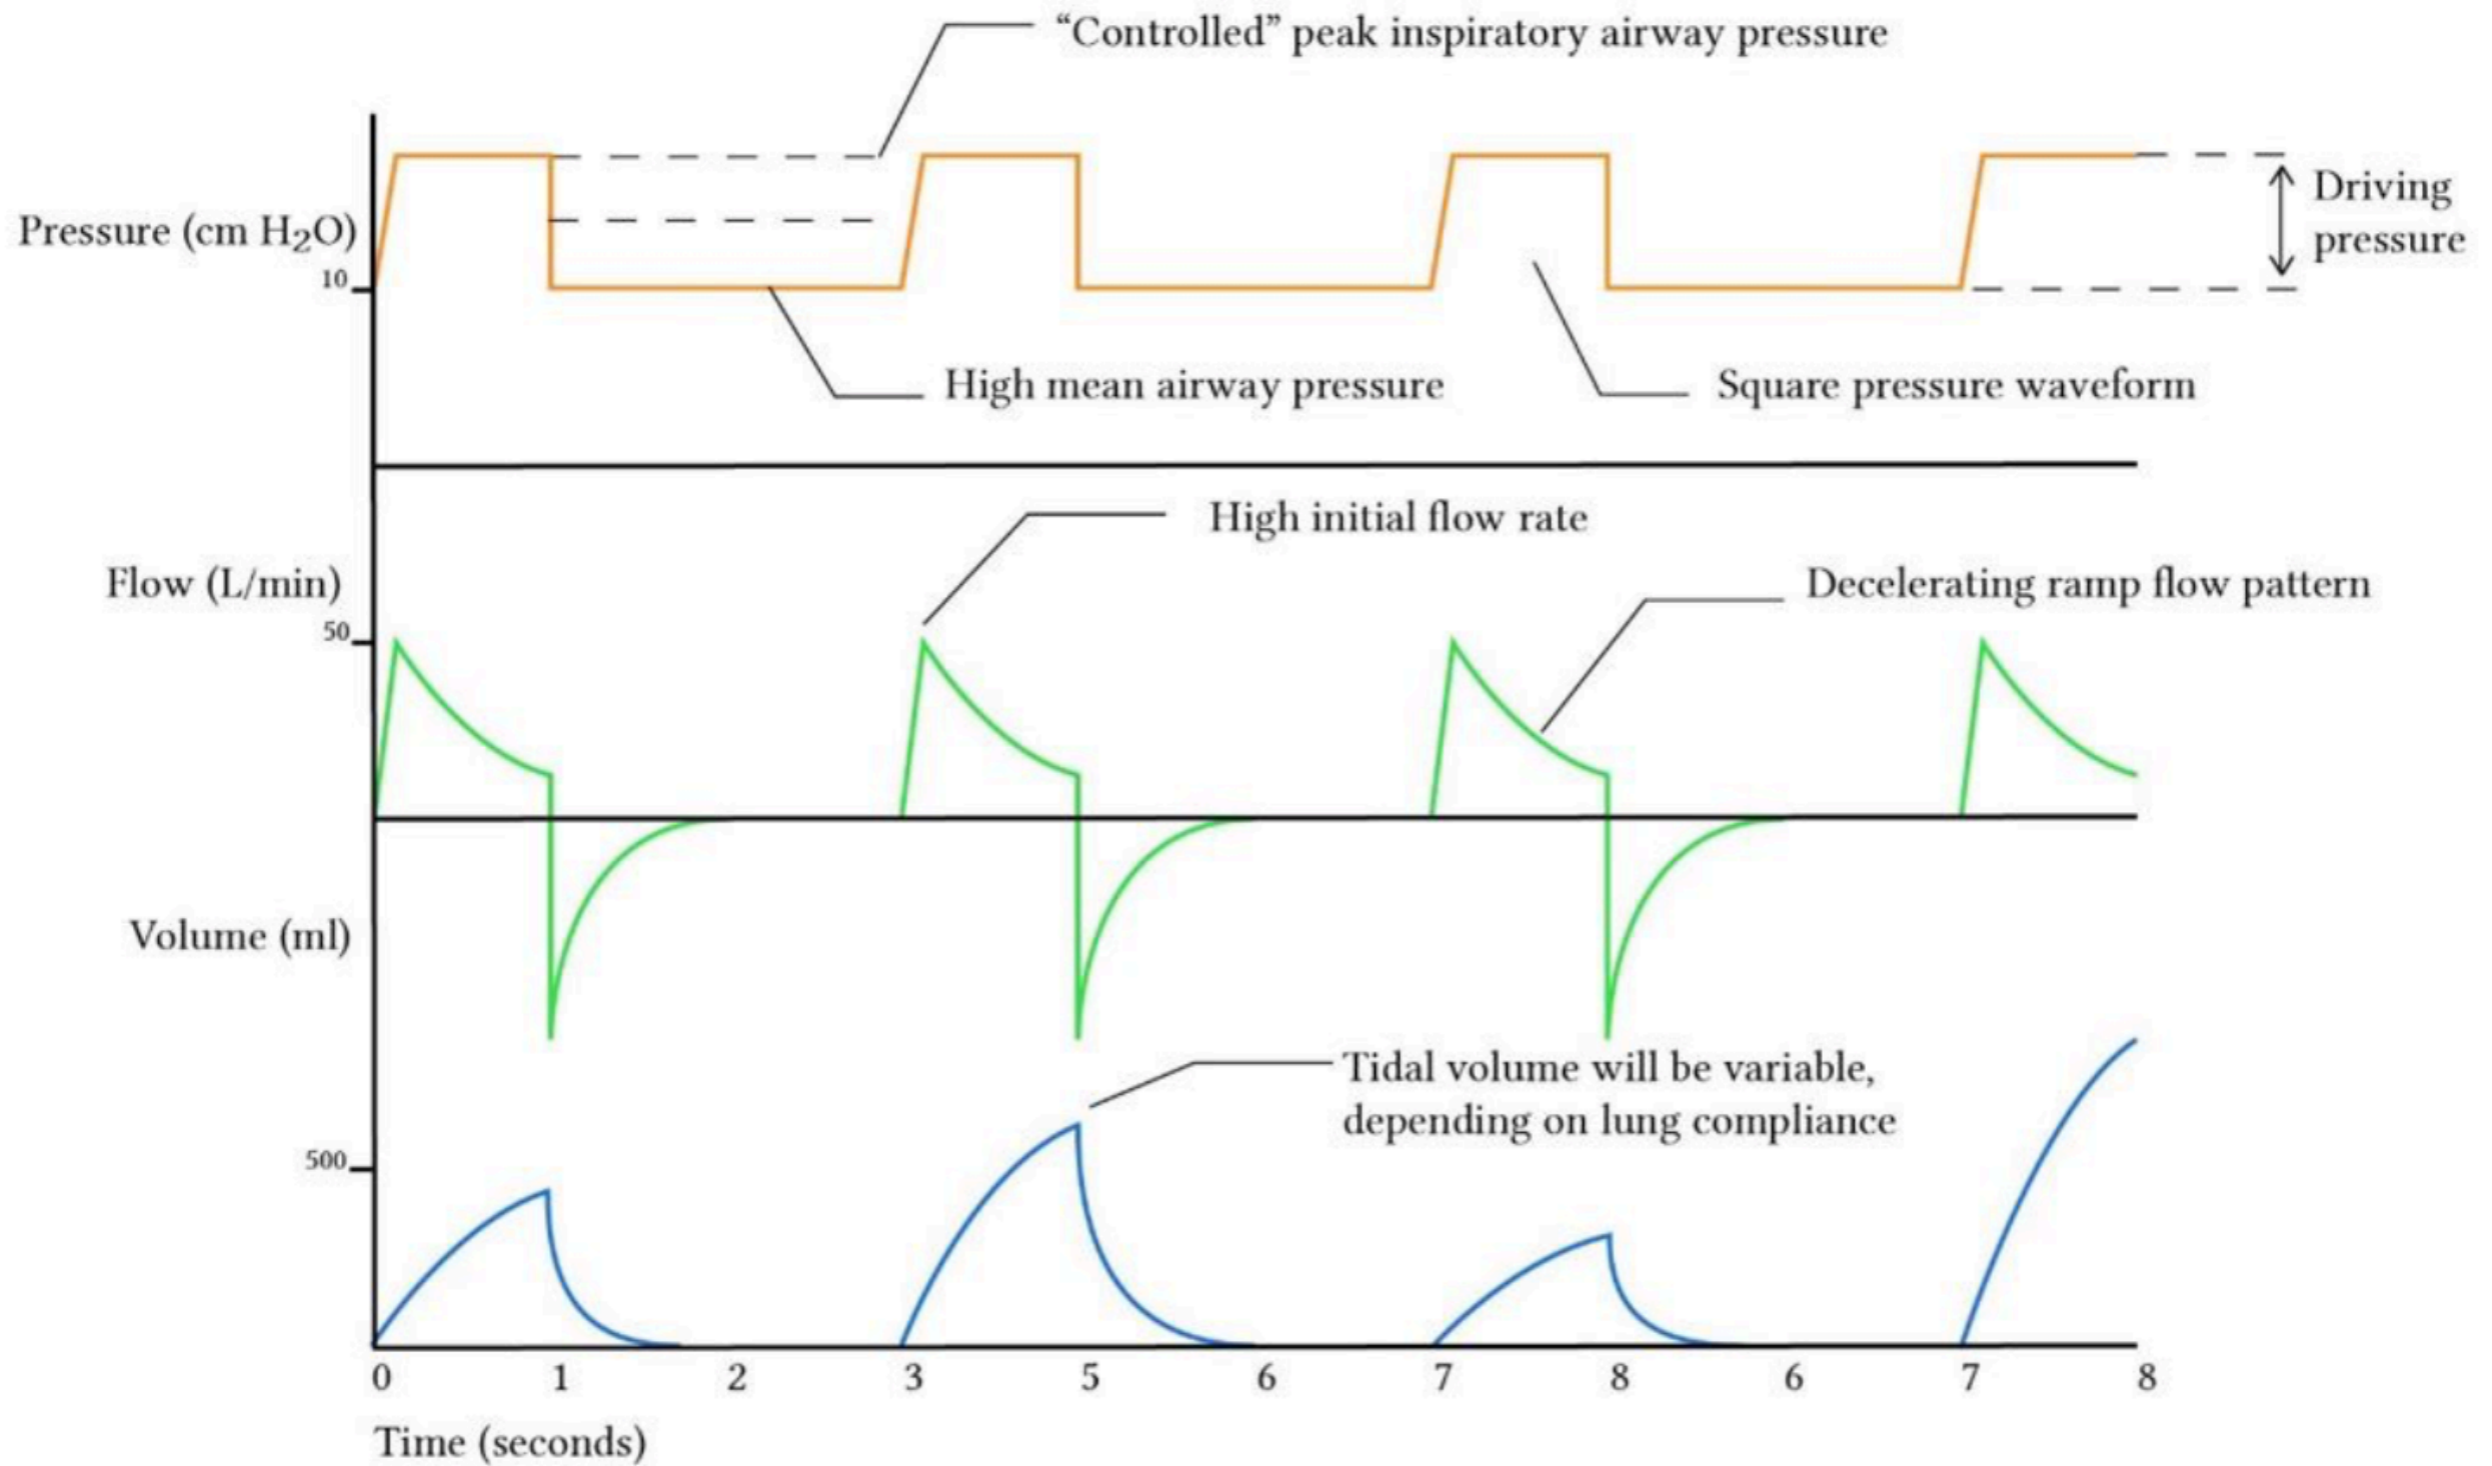 “Controlled” peak inspiratory airway pressure
Pressure (cm H₂O)
10
Driving
pressure
High mean airway pressure
Square pressure waveform
High initial flow rate
Flow (L/min)
50
Decelerating ramp flow pattern
Volume (ml)
Tidal volume will be variable,
depending on lung compliance
500
0 1 2 3 5 6 7 8 6 7 8
Time (seconds)